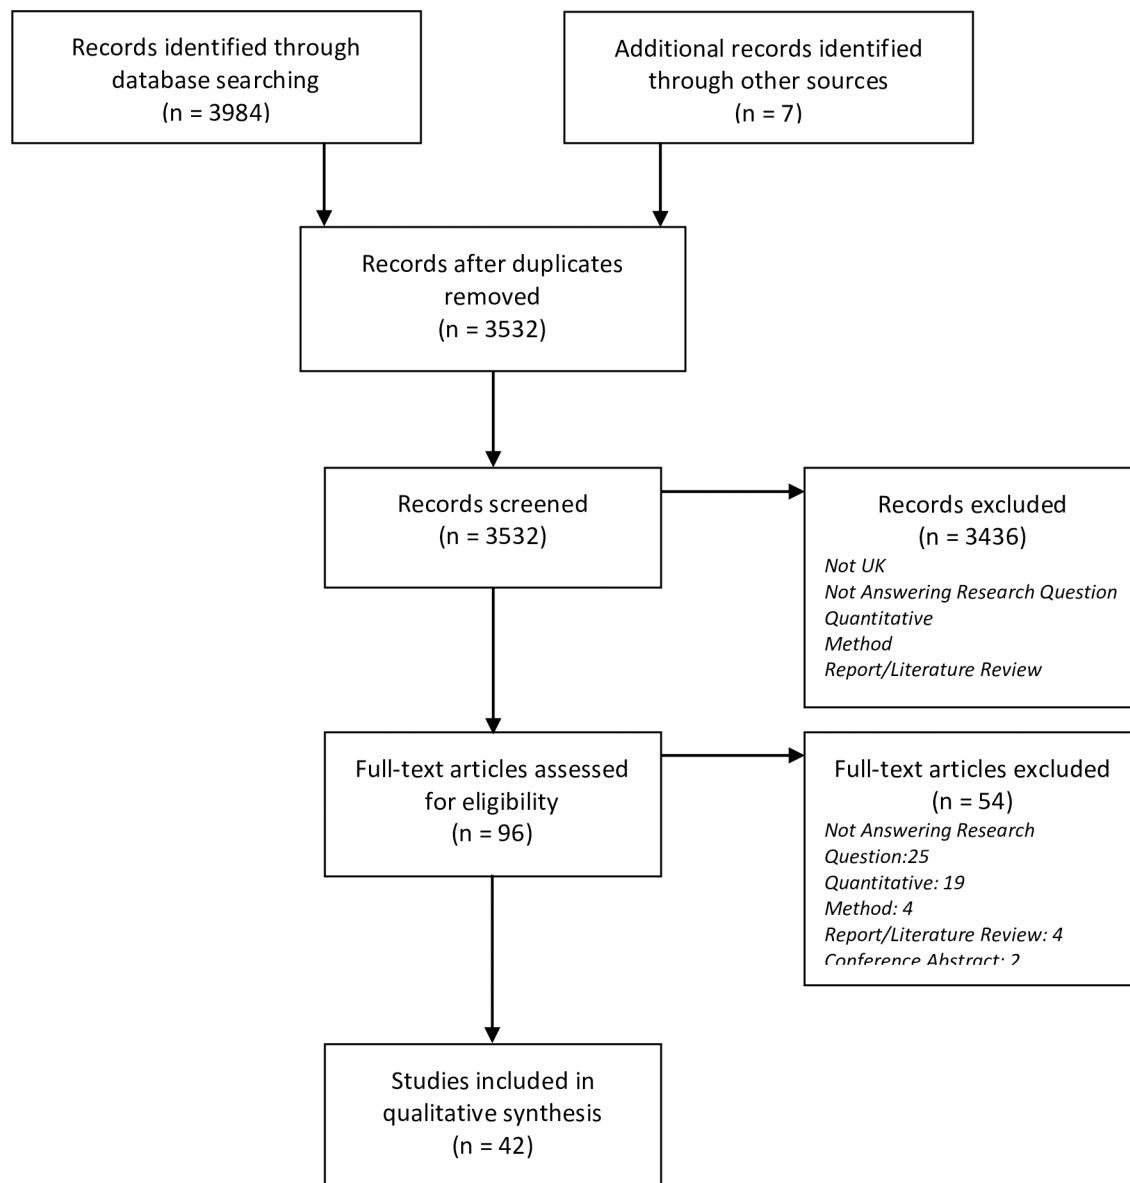 Records identified through
database searching
(n = 3984)
Additional records identified
through other sources
(n = 7)
Records after duplicates
removed
(n = 3532)
Records screened
(n = 3532)
Records excluded
(n = 3436)
Not UK
Not Answering Research Question
Quantitative
Method
Report/Literature Review
Full-text articles assessed
for eligibility
(n = 96)
Full-text articles excluded
(n = 54)
Not Answering Research
Question:25
Quantitative: 19
Method: 4
Report/Literature Review: 4
Conference Abstract: 2
Studies included in
qualitative synthesis
(n = 42)